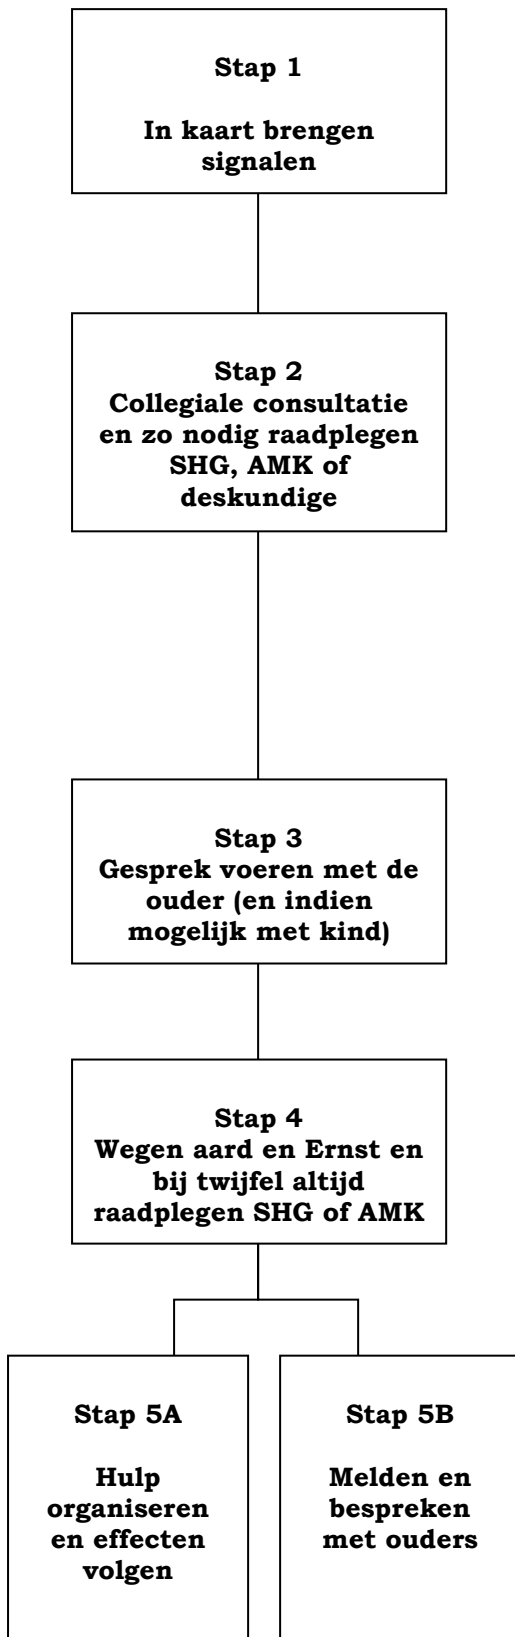 Stap 1
In kaart brengen
signalen
Stap 2
Collegiale consultatie
en zo nodig raadplegen
SHG, AMK of
deskundige
Stap 3
Gesprek voeren met de
ouder (en indien
mogelijk met kind)
Stap 4
Wegen aard en Ernst en
bij twijfel altijd
raadplegen SHG of AMK
Stap 5A
Hulp
organiseren
en effecten
volgen
Stap 5B
Melden en
bespreken
met ouders